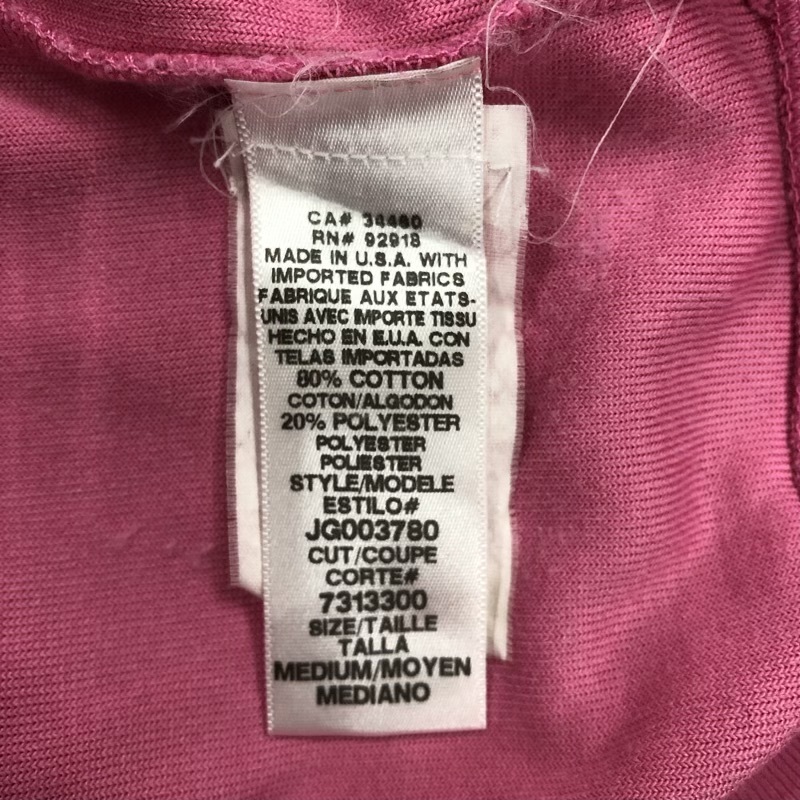 CA# 34480
RN# 92918
MADE IN U.S.A. WITH
IMPORTED FABRICS
FABRIQUE AUX ETATS-
UNIS AVEC IMPORTE TISSU
HECHO EN E.U.A. CON
TELAS IMPORTADAS
80% COTTON
COTON/ALGODON
20% POLYESTER
POLYESTER
POLIESTER
STYLE/MODELE
ESTILO#
JG003780
CUT/COUPE
CORTE#
7313300
SIZE/TAILLE
TALLA
MEDIUM/MOYEN
MEDIANO